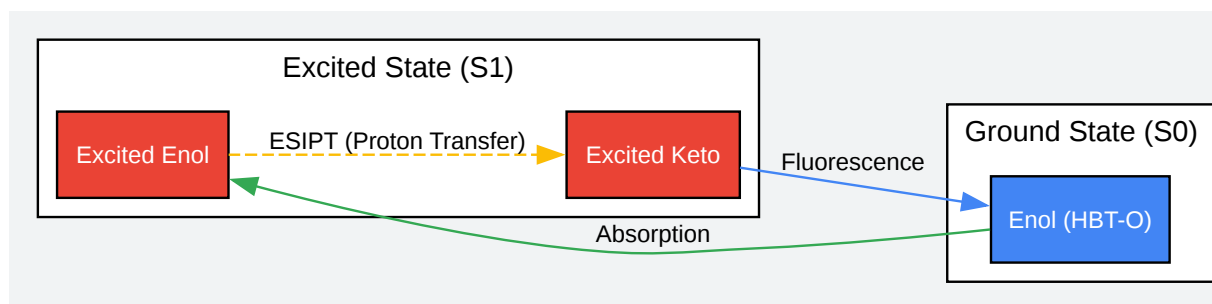 Excited State (S1)
Excited Enol
ESIPT (Proton Transfer)
Excited Keto
Fluorescence
Ground State (S0)
Enol (HBT-O)
Absorption